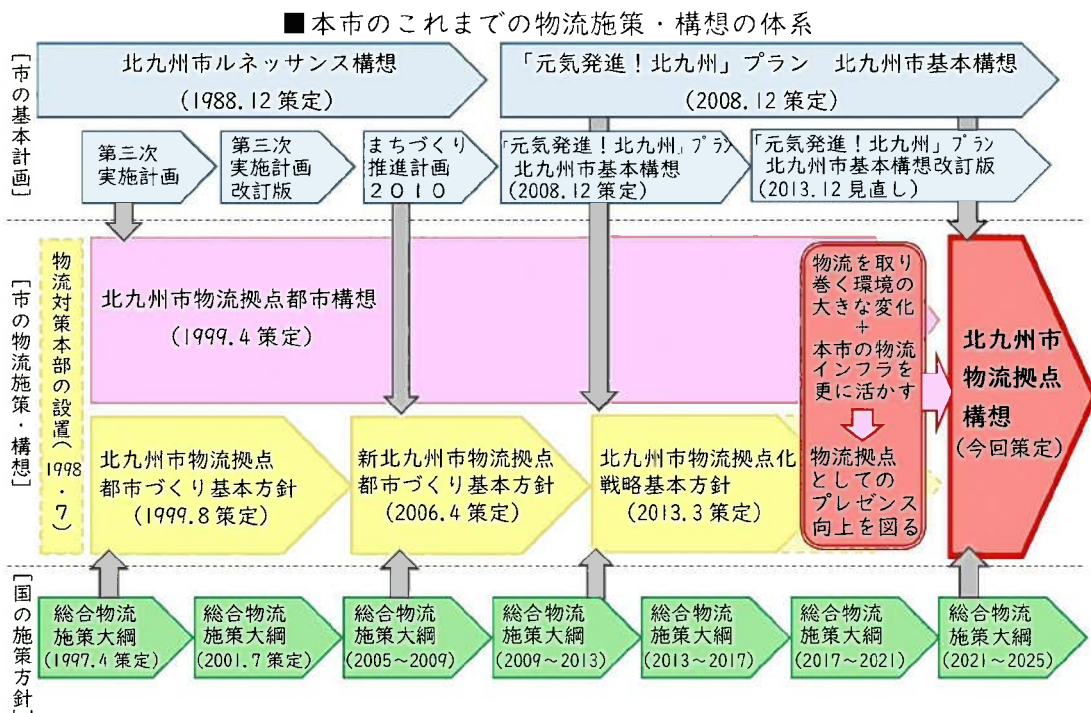 ■本市のこれまでの物流施策・構想の体系
[市の基本計画]
北九州市ルネッサンス構想
(1988.12策定)
「元気発進！北九州」プラン 北九州市基本構想
(2008.12策定)
第三次
実施計画
第三次
実施計画
改訂版
まちづくり
推進計画
２０１０
「元気発進！北九州」プラン
北九州市基本構想
(2008.12策定)
「元気発進！北九州」プラン
北九州市基本構想改訂版
(2013.12見直し)
[市の物流施策・構想]
物流対策本部の設置(1998.7)
北九州市物流拠点都市構想
(1999.4策定)
北九州市物流拠点
都市づくり基本方針
(1999.8策定)
新北九州市物流拠点
都市づくり基本方針
(2006.4策定)
北九州市物流拠点化
戦略基本方針
(2013.3策定)
物流を取り
巻く環境の
大きな変化
+
本市の物流
インフラを
更に活かす
物流拠点
としての
プレゼンス
向上を図る
北九州市
物流拠点
構想
(今回策定)
[国の施策方針]
総合物流
施策大綱
(1997.4策定)
総合物流
施策大綱
(2001.7策定)
総合物流
施策大綱
(2005～2009)
総合物流
施策大綱
(2009～2013)
総合物流
施策大綱
(2013～2017)
総合物流
施策大綱
(2017～2021)
総合物流
施策大綱
(2021～2025)